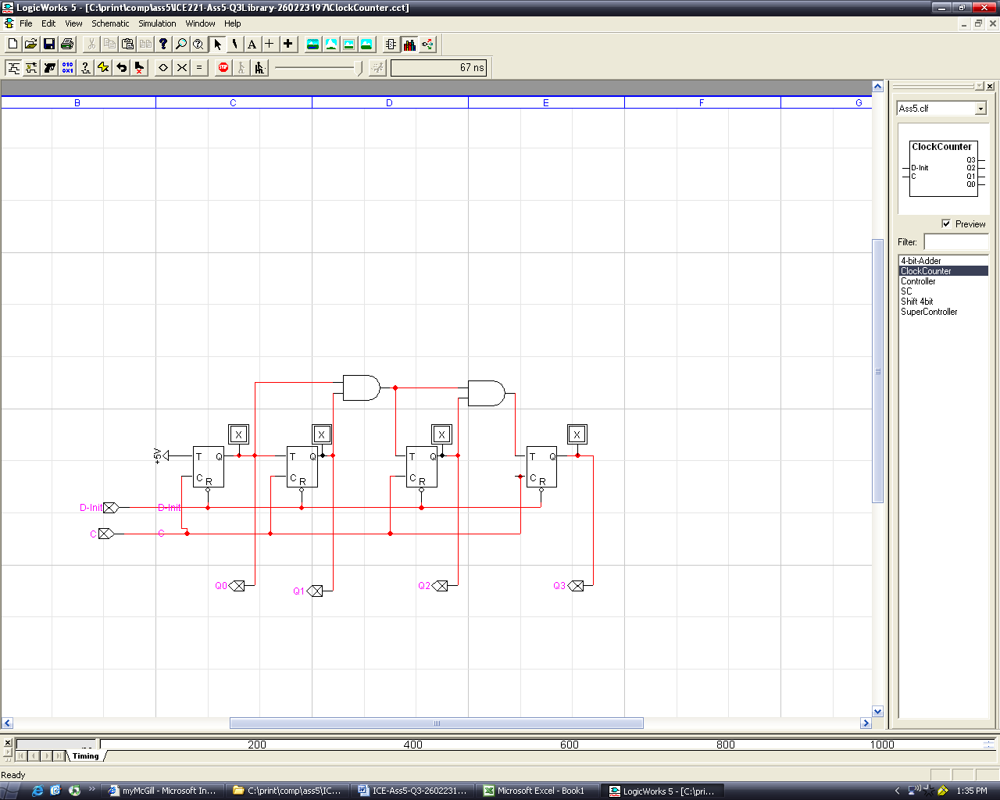 LogicWorks 5 - [C:\print\comp\ass5\ICE221-Ass5-Q3Library-260223197\ClockCounter.cct]
File Edit View Schematic Simulation Window Help
67 ns
B C D E F G
Ass5.clf
ClockCounter
D-Init
C
Q3
Q2
Q1
Q0
Preview
Filter:
4-bit-Adder
ClockCounter
Controller
SC
Shift 4bit
SuperController
X X X X
+5V
T Q T Q T Q T Q
C R C R C R C R
D-Init D-Init
C C
Q0 Q1 Q2 Q3
200 400 600 800 1000
Timing
Ready
myMcGill - Microsoft In...
C:\print\comp\ass5\IC...
ICE-Ass5-Q3-2602231...
Microsoft Excel - Book1
LogicWorks 5 - [C:\pri...
1:35 PM